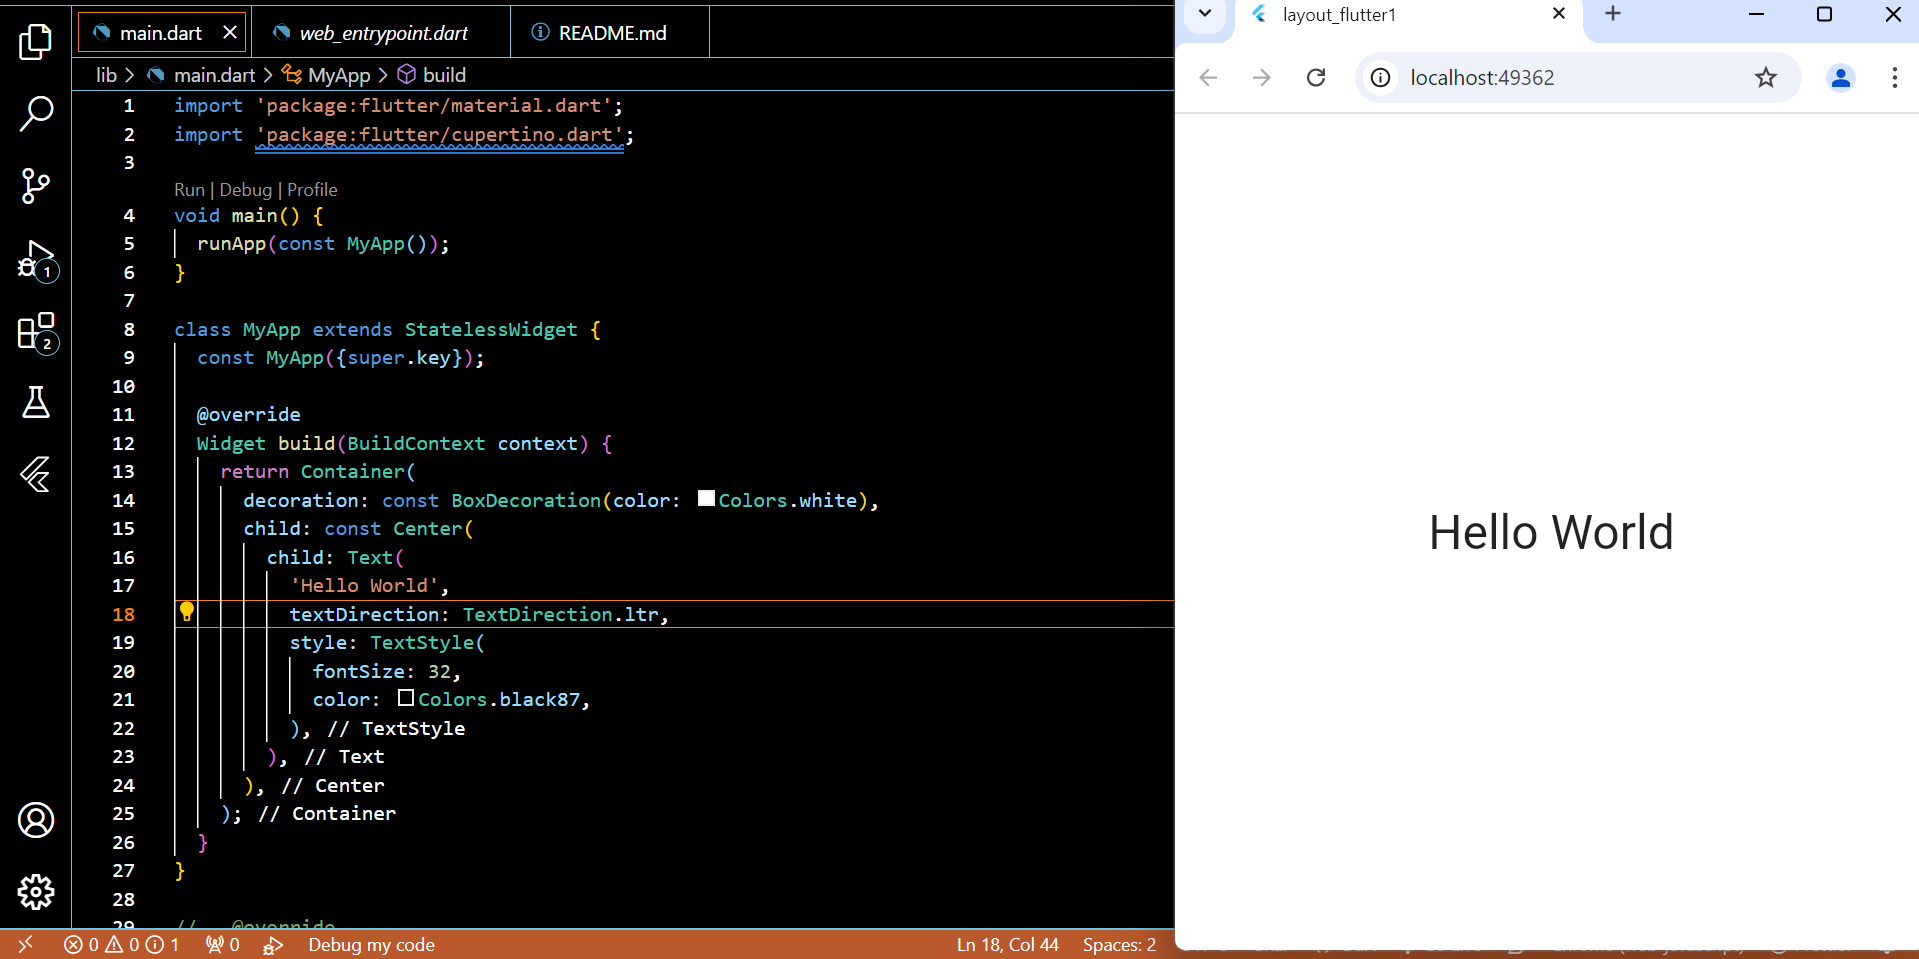 main.dart
web_entrypoint.dart
README.md
lib > main.dart > MyApp > build
1 import 'package:flutter/material.dart';
2 import 'package:flutter/cupertino.dart';
3
Run | Debug | Profile
4 void main() {
5 runApp(const MyApp());
6 }
7
8 class MyApp extends StatelessWidget {
9 const MyApp({super.key});
10
11 @override
12 Widget build(BuildContext context) {
13 return Container(
14 decoration: const BoxDecoration(color: Colors.white),
15 child: const Center(
16 child: Text(
17 'Hello World',
18 textDirection: TextDirection.ltr,
19 style: TextStyle(
20 fontSize: 32,
21 color: Colors.black87,
22 ), // TextStyle
23 ), // Text
24 ), // Center
25 ); // Container
26 }
27 }
28
29 // @override
1
2
0 0 1 0 Debug my code Ln 18, Col 44 Spaces: 2
layout_flutter1
localhost:49362
Hello World